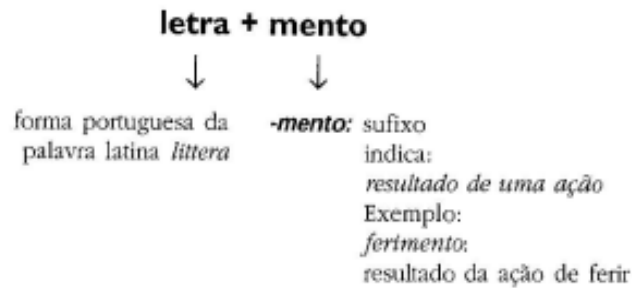 letra + mento
↓ ↓
forma portuguesa da
palavra latina littera
-mento: sufixo
indica:
resultado de uma ação
Exemplo:
ferimento:
resultado da ação de ferir